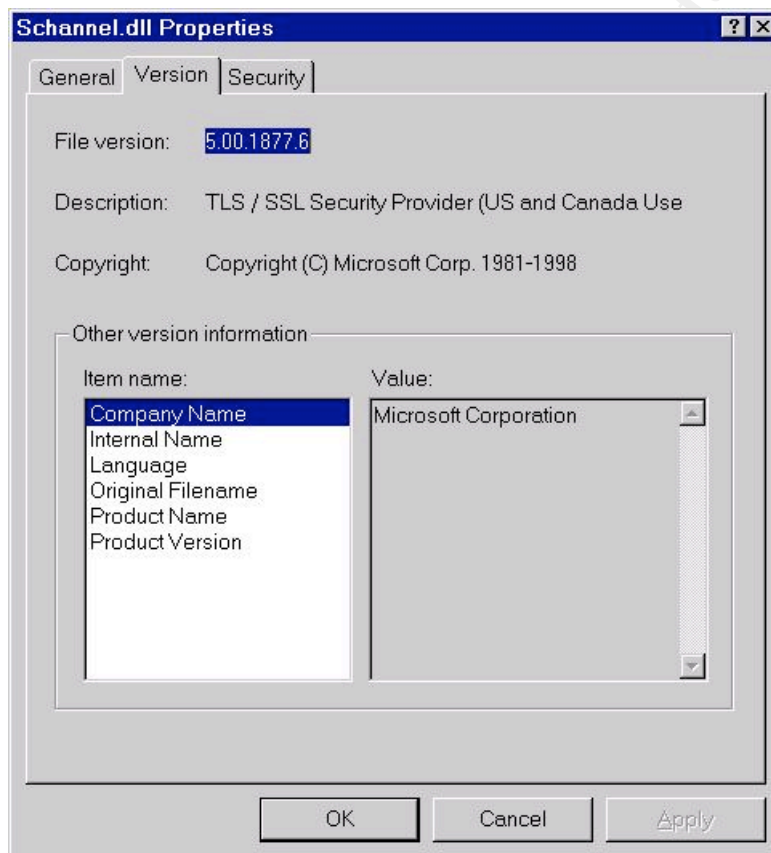 Schannel.dll Properties
General Version Security
File version: 5.00.1877.6
Description: TLS / SSL Security Provider (US and Canada Use
Copyright: Copyright (C) Microsoft Corp. 1981-1998
Other version information
Item name: Value:
Company Name Microsoft Corporation
Internal Name
Language
Original Filename
Product Name
Product Version
OK Cancel Apply